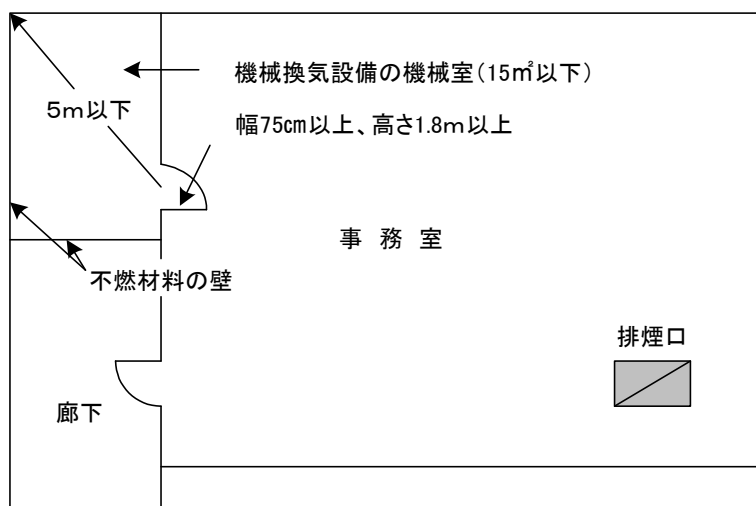 機械換気設備の機械室(15㎡以下)
5m以下
幅75㎝以上、高さ1.8m以上
事 務 室
不燃材料の壁
排煙口
廊下